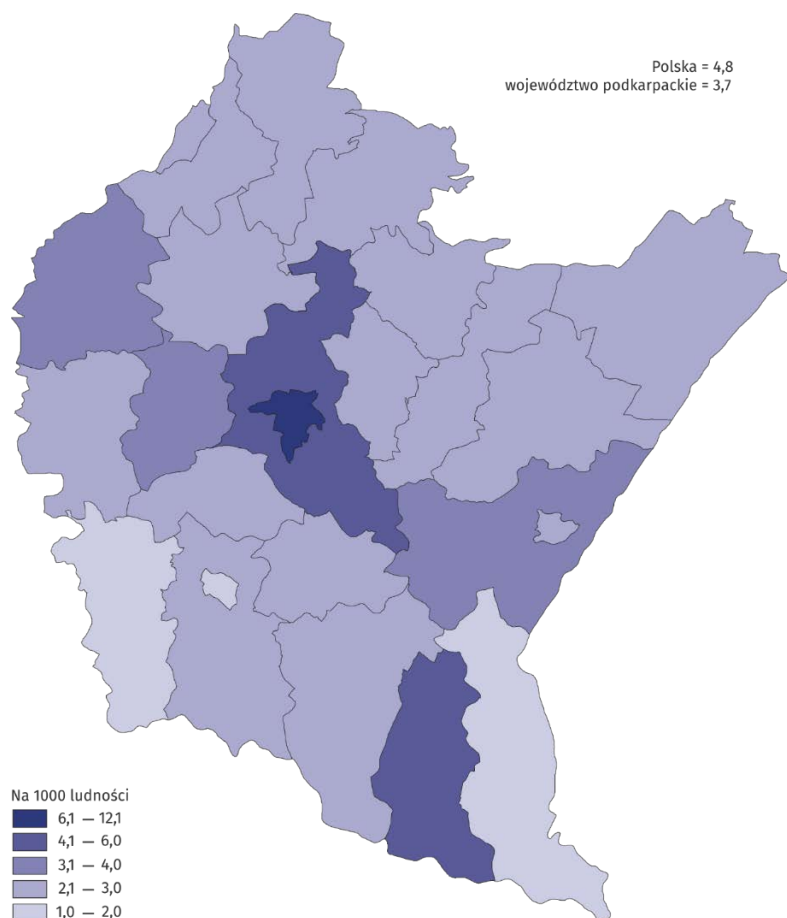 Polska = 4,8
województwo podkarpackie = 3,7
Na 1000 ludności
6,1 — 12,1
4,1 — 6,0
3,1 — 4,0
2,1 — 3,0
1,0 — 2,0